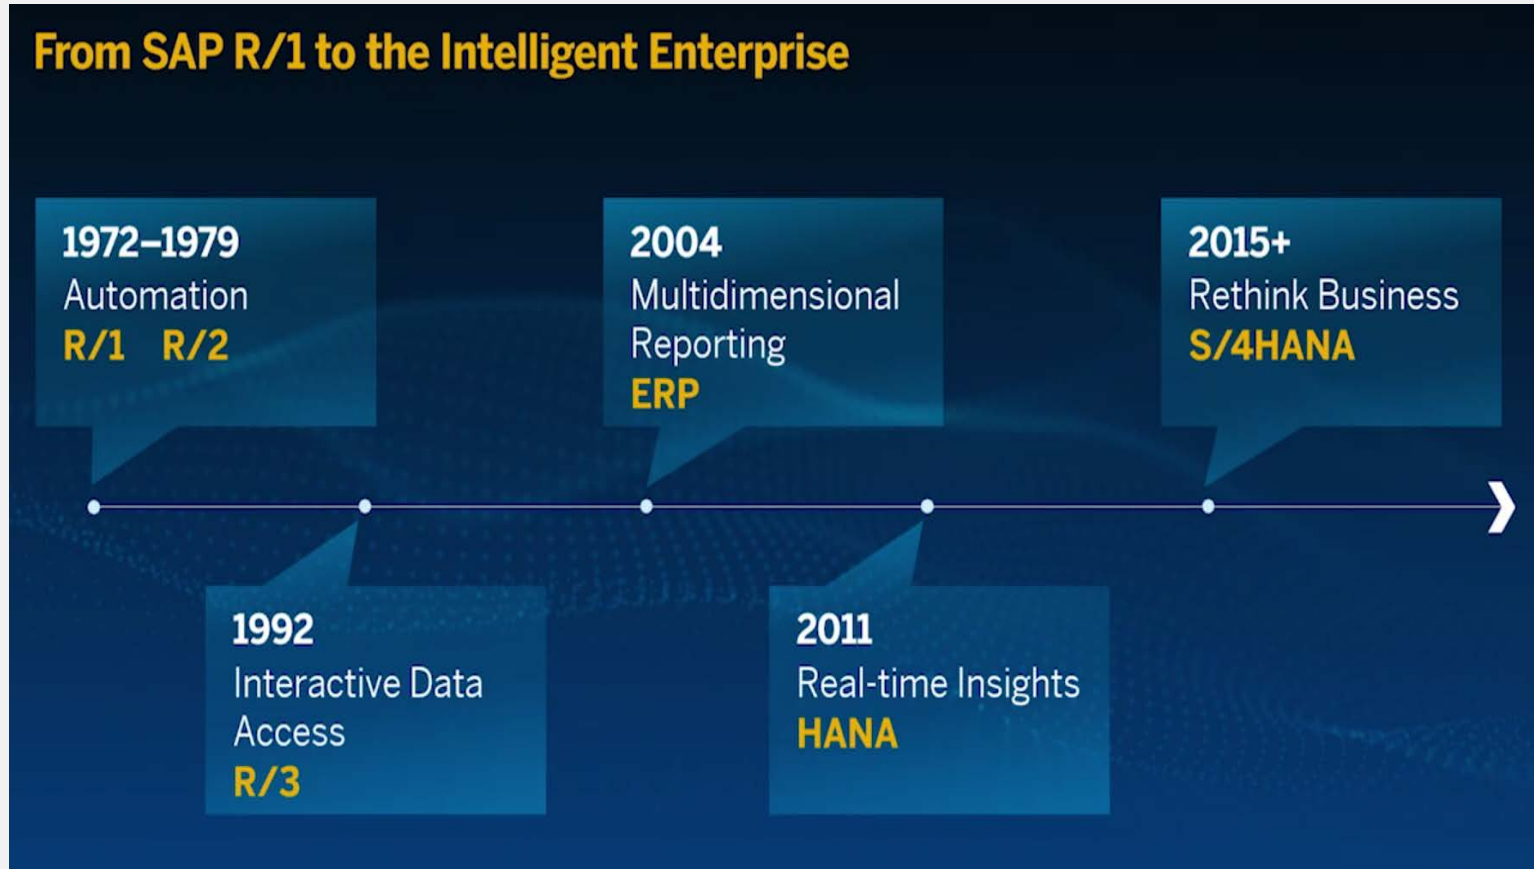 From SAP R/1 to the Intelligent Enterprise
1972–1979
Automation
R/1 R/2
1992
Interactive Data
Access
R/3
2004
Multidimensional
Reporting
ERP
2011
Real-time Insights
HANA
2015+
Rethink Business
S/4HANA